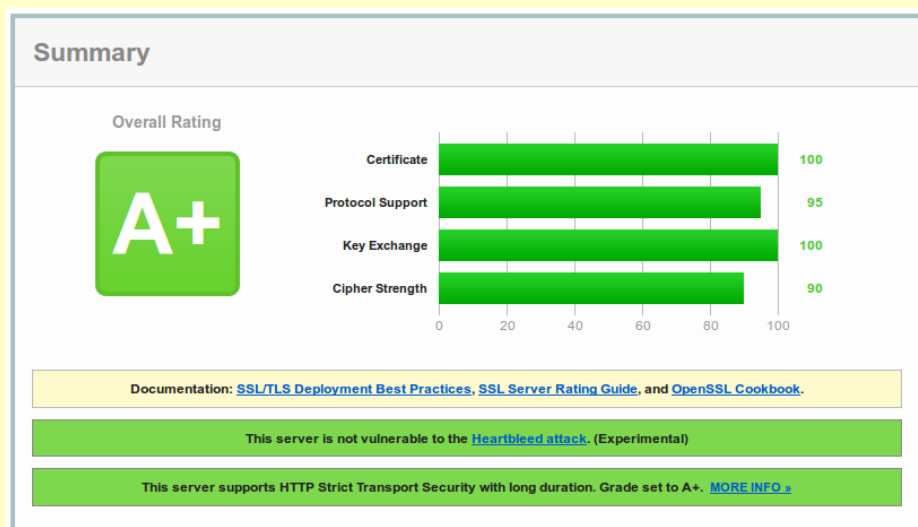 Summary
Overall Rating
A+
Certificate 100
Protocol Support 95
Key Exchange 100
Cipher Strength 90
0 20 40 60 80 100
Documentation: SSL/TLS Deployment Best Practices, SSL Server Rating Guide, and OpenSSL Cookbook.
This server is not vulnerable to the Heartbleed attack. (Experimental)
This server supports HTTP Strict Transport Security with long duration. Grade set to A+. MORE INFO »